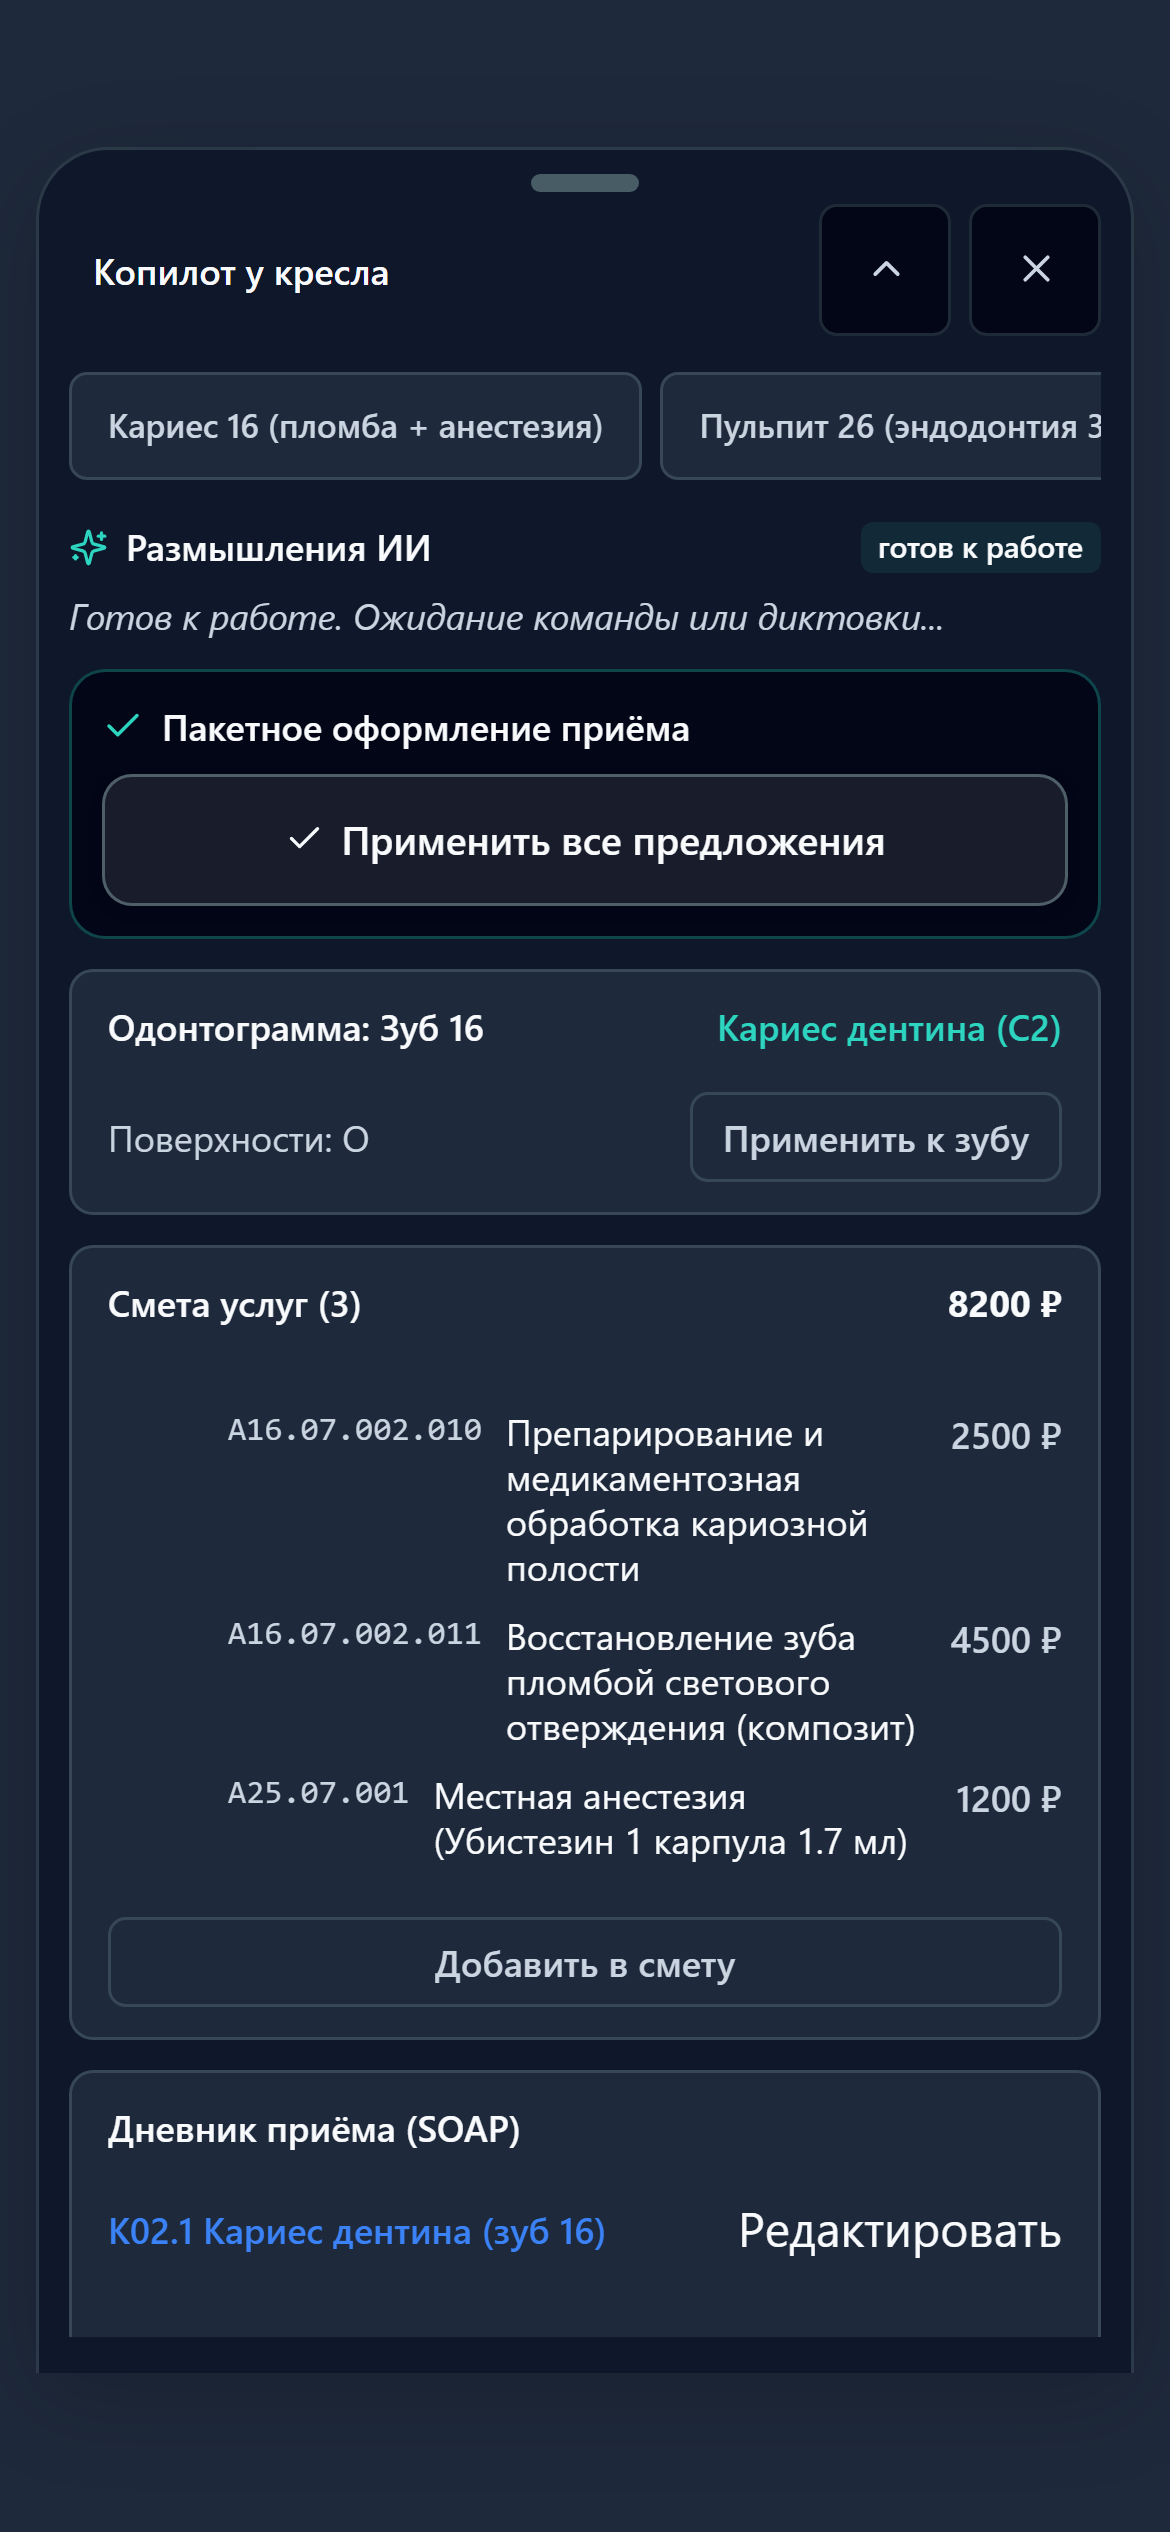 Копилот у кресла
Кариес 16 (пломба + анестезия)
Пульпит 26 (эндодонтия 3
Размышления ИИ
готов к работе
Готов к работе. Ожидание команды или диктовки...
Пакетное оформление приёма
Применить все предложения
Одонтограмма: Зуб 16
Кариес дентина (C2)
Поверхности: O
Применить к зубу
Смета услуг (3)
8200 ₽
A16.07.002.010
Препарирование и
медикаментозная
обработка кариозной
полости
2500 ₽
A16.07.002.011
Восстановление зуба
пломбой светового
отверждения (композит)
4500 ₽
A25.07.001
Местная анестезия
(Убистезин 1 карпула 1.7 мл)
1200 ₽
Добавить в смету
Дневник приёма (SOAP)
K02.1 Кариес дентина (зуб 16)
Редактировать